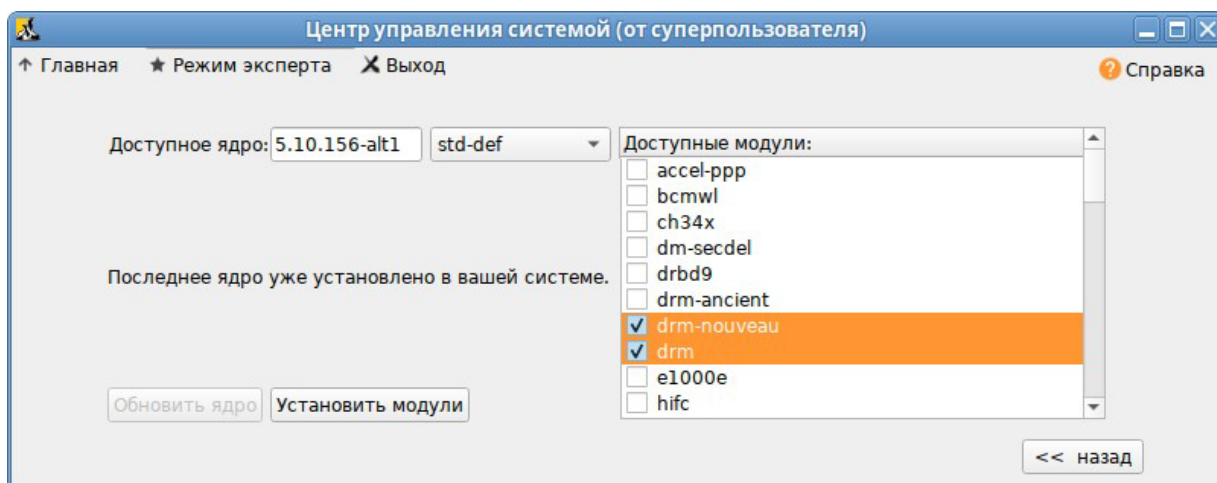 Центр управления системой (от суперпользователя)
Главная Режим эксперта Выход Справка
Доступное ядро: 5.10.156-alt1 std-def
Доступные модули:
accel-ppp
bcmwl
ch34x
dm-secdel
drbd9
drm-ancient
drm-nouveau
drm
e1000e
hifc
Последнее ядро уже установлено в вашей системе.
Обновить ядро Установить модули
<< назад